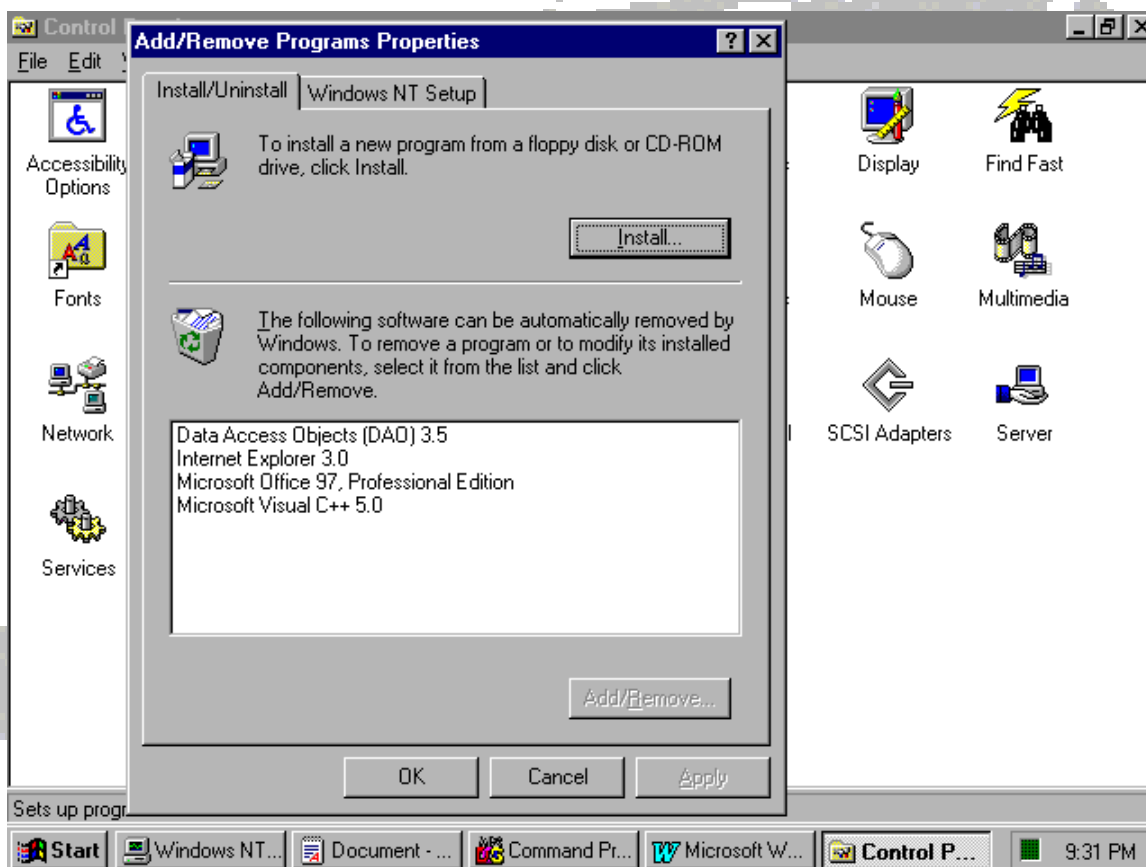 Control
Add/Remove Programs Properties
File Edit
Install/Uninstall Windows NT Setup
To install a new program from a floppy disk or CD-ROM
drive, click Install.
Install...
The following software can be automatically removed by
Windows. To remove a program or to modify its installed
components, select it from the list and click
Add/Remove.
Data Access Objects (DAO) 3.5
Internet Explorer 3.0
Microsoft Office 97, Professional Edition
Microsoft Visual C++ 5.0
Add/Remove...
OK Cancel Apply
Accessibility
Options
Display
Find Fast
Fonts
Mouse
Multimedia
Network
SCSI Adapters
Server
Services
Sets up progr
Start Windows NT... Document - ... Command Pr... Microsoft W... Control P... 9:31 PM